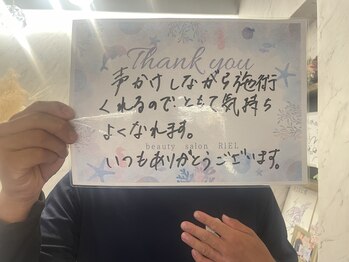 Thank you
声かけしながら施術
くれるのでとても気持ち
よくなれます。
beauty salon RIEL
いつもありがとうございます。